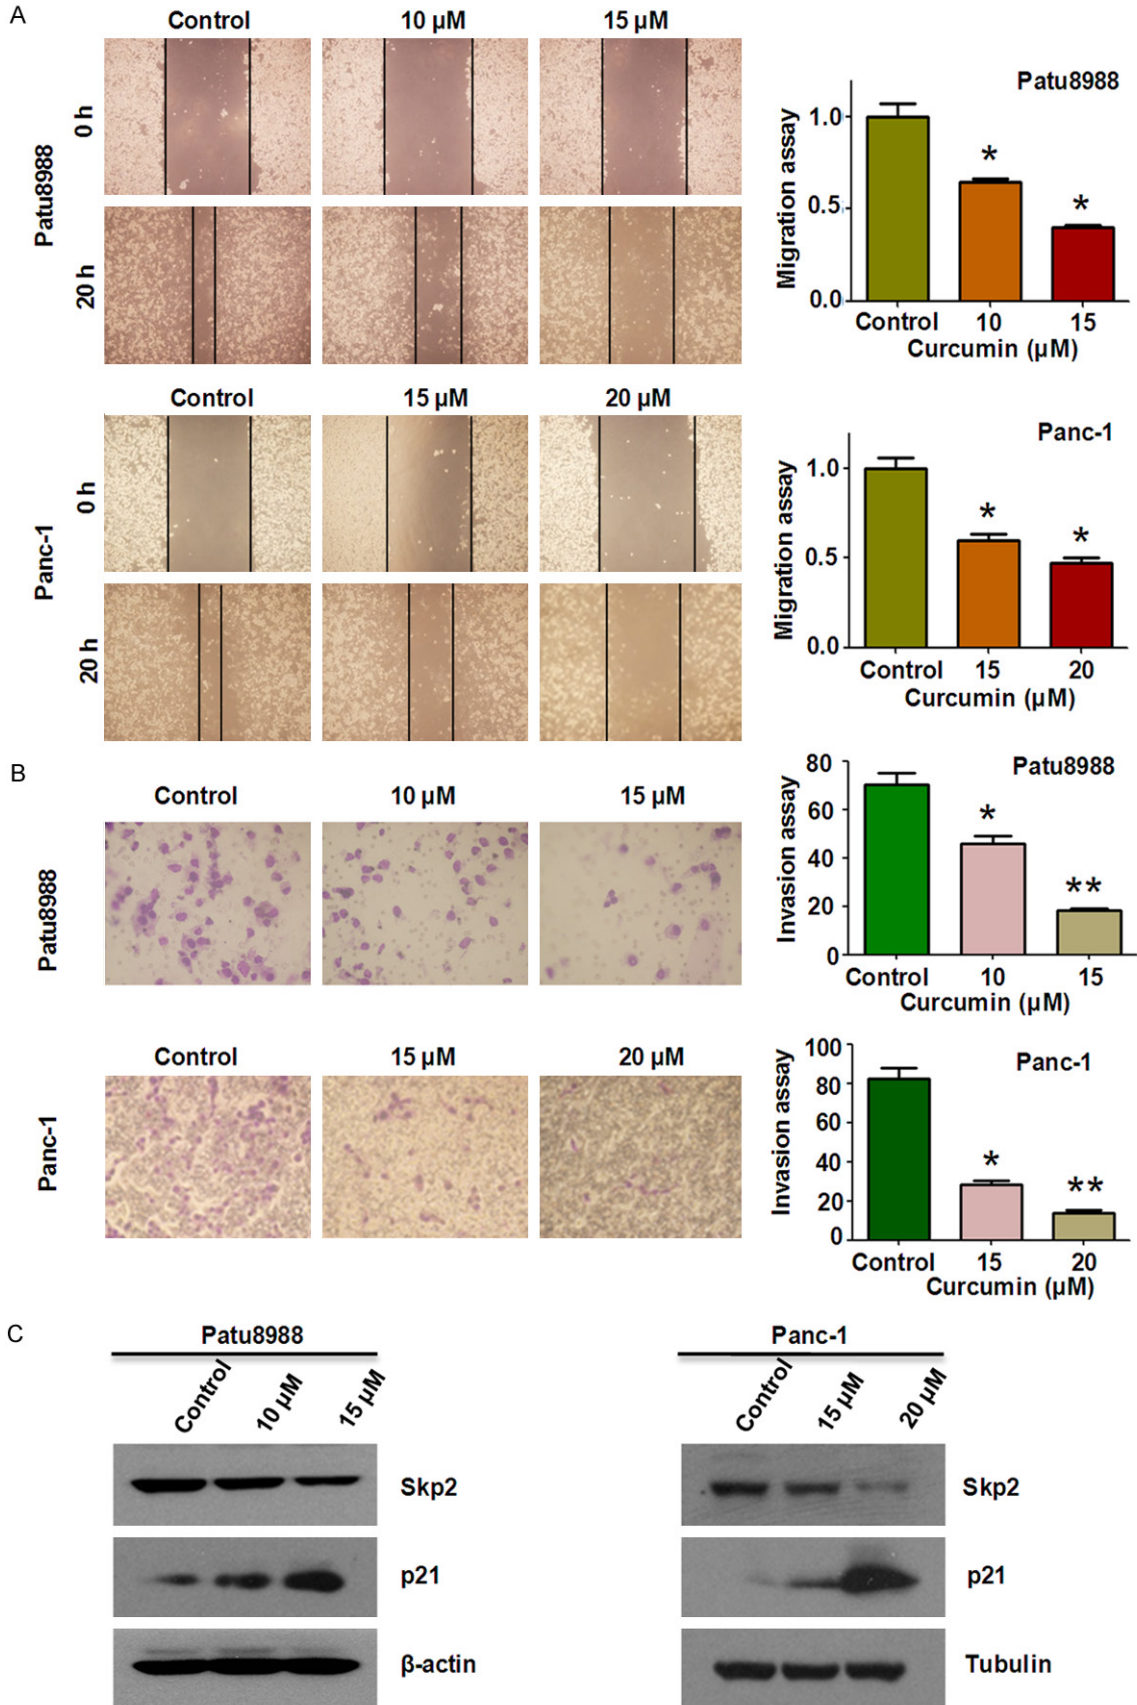 A
Control 10 µM 15 µM
Patu8988
0 h
20 h
Patu8988
Migration assay
1.0
0.5
0.0
*
*
Control 10 15
Curcumin (µM)
Control 15 µM 20 µM
Panc-1
0 h
20 h
Panc-1
Migration assay
1.0
0.5
0.0
*
*
Control 15 20
Curcumin (µM)
B
Control 10 µM 15 µM
Patu8988
Patu8988
Invasion assay
80
60
40
20
0
*
**
Control 10 15
Curcumin (µM)
Control 15 µM 20 µM
Panc-1
Panc-1
Invasion assay
100
80
60
40
20
0
*
**
Control 15 20
Curcumin (µM)
C
Patu8988
Control 10 µM 15 µM
Skp2
p21
β-actin
Panc-1
Control 15 µM 20 µM
Skp2
p21
Tubulin